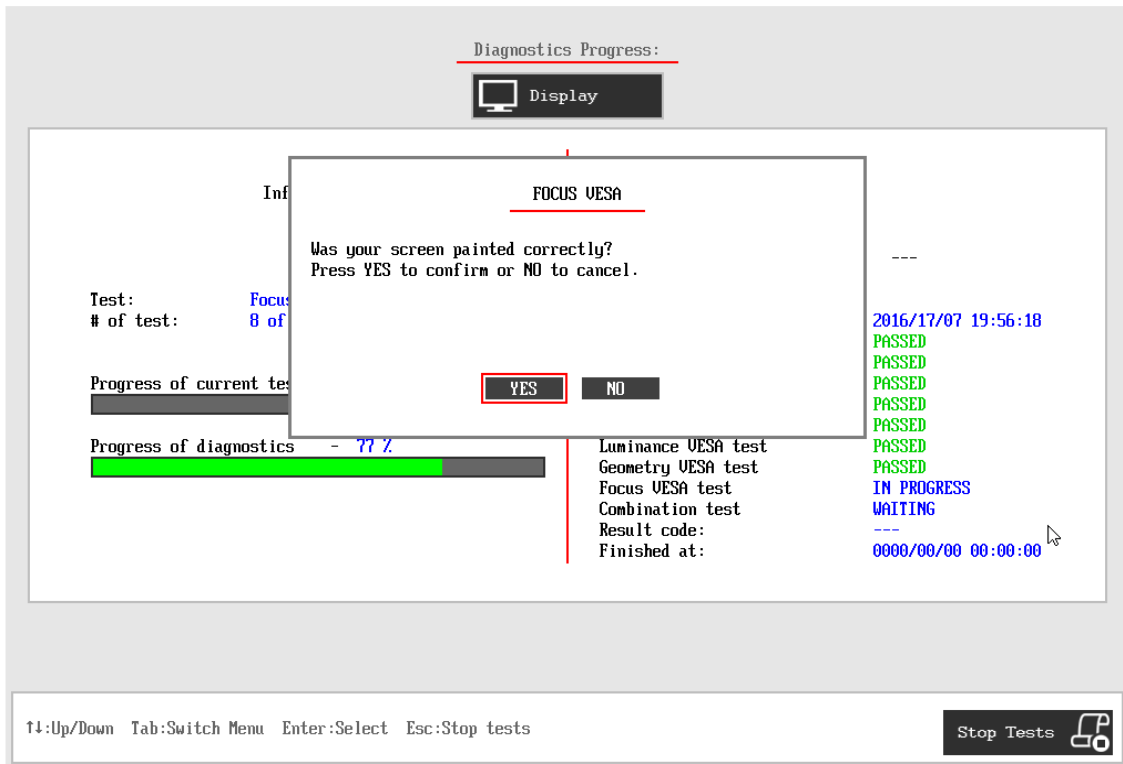 Diagnostics Progress:
Display
Inf
FOCUS VESA
Was your screen painted correctly?
Press YES to confirm or NO to cancel.
---
Test: Focus
# of test: 8 of
2016/17/07 19:56:18
PASSED
PASSED
Progress of current tes
PASSED
YES NO
PASSED
PASSED
Progress of diagnostics - 77 %
Luminance VESA test PASSED
Geometry VESA test PASSED
Focus VESA test IN PROGRESS
Combination test WAITING
Result code: ---
Finished at: 0000/00/00 00:00:00
↑↓:Up/Down Tab:Switch Menu Enter:Select Esc:Stop tests
Stop Tests